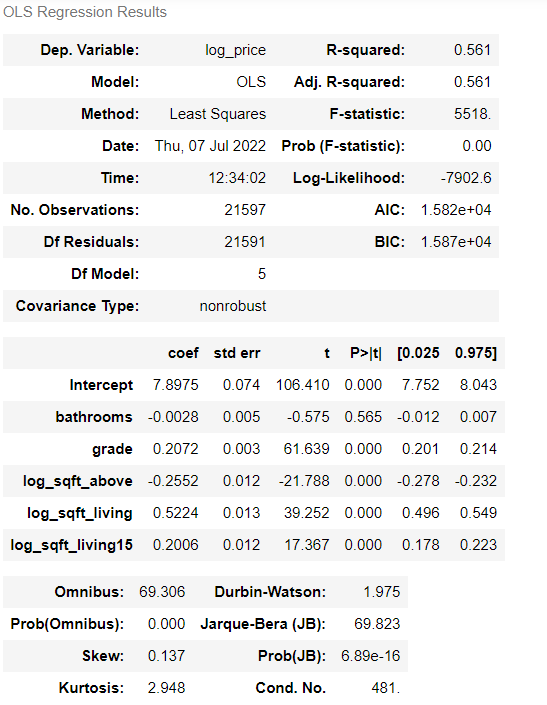 OLS Regression Results
Dep. Variable: log_price R-squared: 0.561
Model: OLS Adj. R-squared: 0.561
Method: Least Squares F-statistic: 5518.
Date: Thu, 07 Jul 2022 Prob (F-statistic): 0.00
Time: 12:34:02 Log-Likelihood: -7902.6
No. Observations: 21597 AIC: 1.582e+04
Df Residuals: 21591 BIC: 1.587e+04
Df Model: 5
Covariance Type: nonrobust
coef std err t P>|t| [0.025 0.975]
Intercept 7.8975 0.074 106.410 0.000 7.752 8.043
bathrooms -0.0028 0.005 -0.575 0.565 -0.012 0.007
grade 0.2072 0.003 61.639 0.000 0.201 0.214
log_sqft_above -0.2552 0.012 -21.788 0.000 -0.278 -0.232
log_sqft_living 0.5224 0.013 39.252 0.000 0.496 0.549
log_sqft_living15 0.2006 0.012 17.367 0.000 0.178 0.223
Omnibus: 69.306 Durbin-Watson: 1.975
Prob(Omnibus): 0.000 Jarque-Bera (JB): 69.823
Skew: 0.137 Prob(JB): 6.89e-16
Kurtosis: 2.948 Cond. No. 481.